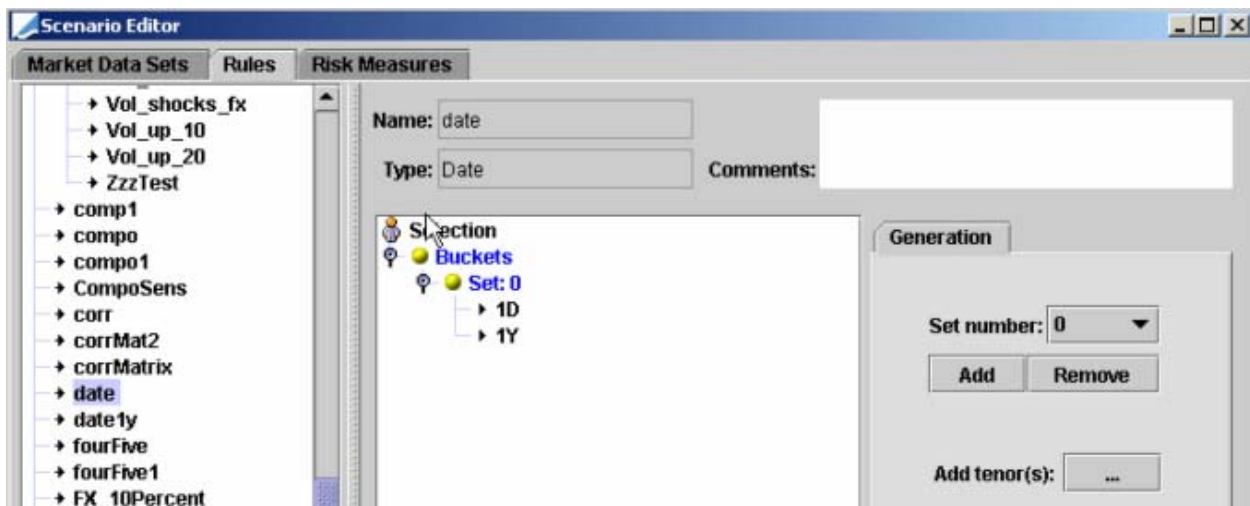 Scenario Editor
Market Data Sets Rules Risk Measures
Vol_shocks_fx
Vol_up_10
Vol_up_20
ZzzTest
comp1
compo
compo1
CompoSens
corr
corrMat2
corrMatrix
date
date1y
fourFive
fourFive1
FX_10Percent
Name: date
Type: Date
Comments:
Selection
Buckets
Set: 0
1D
1Y
Generation
Set number: 0
Add Remove
Add tenor(s): ...